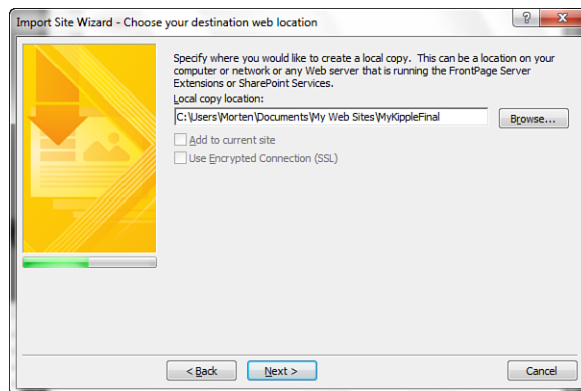 Import Site Wizard - Choose your destination web location
Specify where you would like to create a local copy. This can be a location on your
computer or network or any Web server that is running the FrontPage Server
Extensions or SharePoint Services.
Local copy location:
C:\Users\Morten\Documents\My Web Sites\MyKippleFinal
Browse...
Add to current site
Use Encrypted Connection (SSL)
< Back
Next >
Cancel